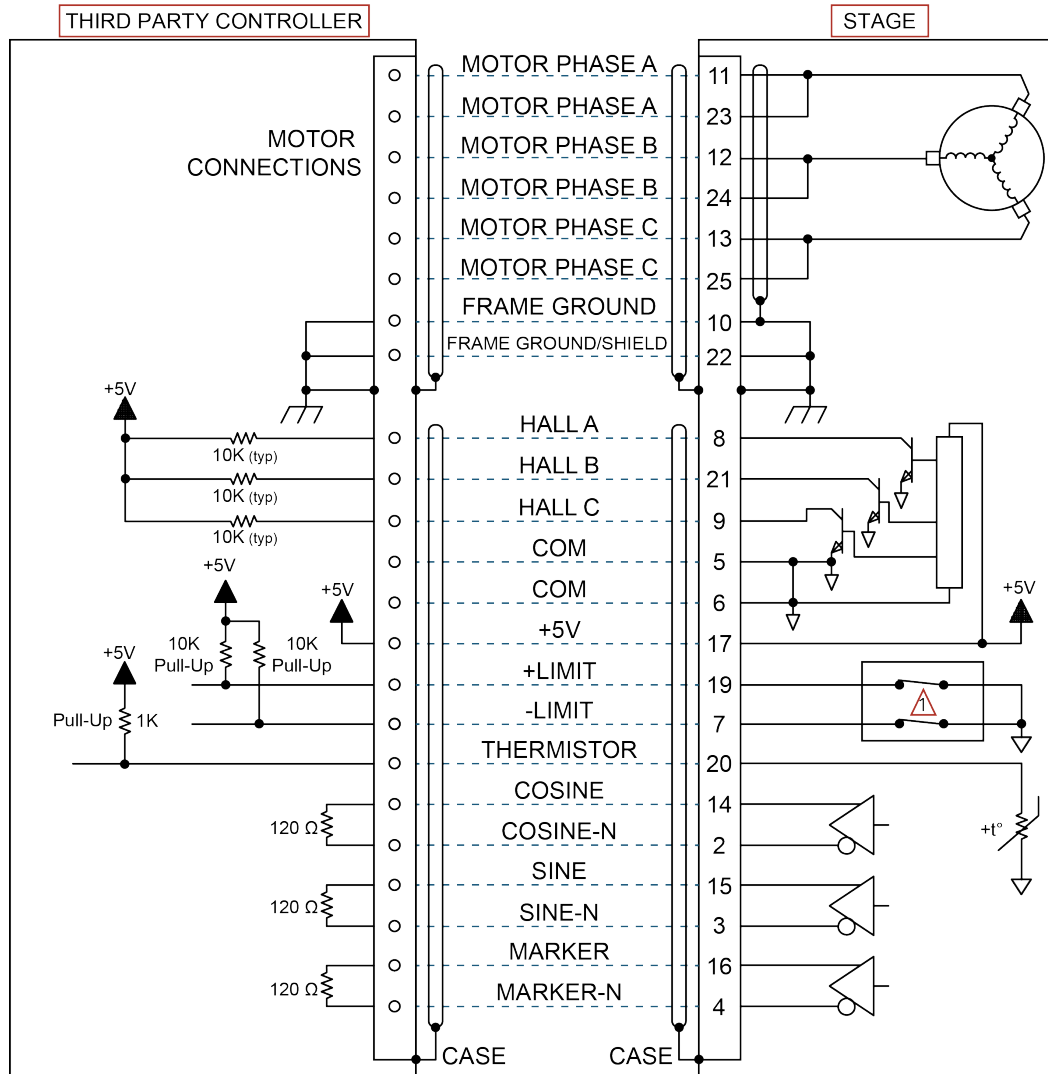 THIRD PARTY CONTROLLER
STAGE
MOTOR
CONNECTIONS
MOTOR PHASE A
11
MOTOR PHASE A
23
MOTOR PHASE B
12
MOTOR PHASE B
24
MOTOR PHASE C
13
MOTOR PHASE C
25
FRAME GROUND
10
FRAME GROUND/SHIELD
22
+5V
10K (typ)
HALL A
8
10K (typ)
HALL B
21
10K (typ)
HALL C
9
COM
5
COM
6
+5V
+5V
+5V
17
+5V
10K
Pull-Up
10K
Pull-Up
+LIMIT
19
-LIMIT
7
1
+5V
Pull-Up
1K
THERMISTOR
20
+t°
COSINE
14
120 Ω
COSINE-N
2
SINE
15
120 Ω
SINE-N
3
MARKER
16
120 Ω
MARKER-N
4
CASE
CASE